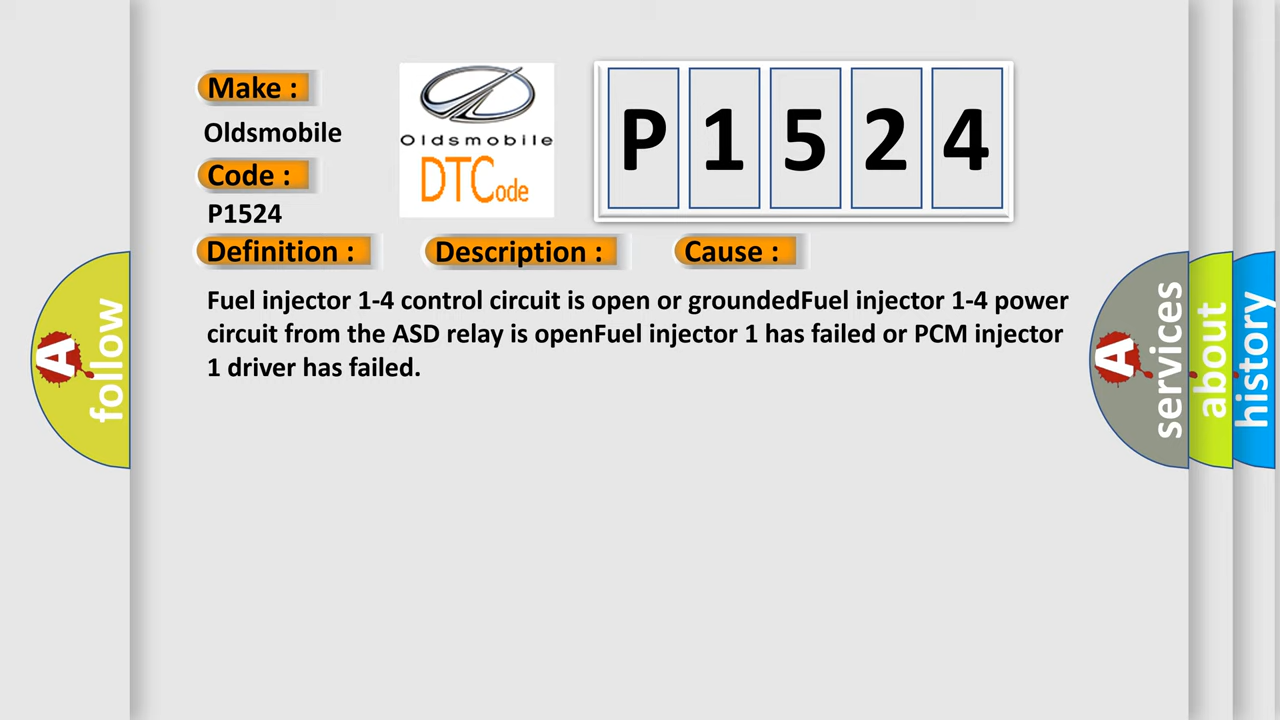 Make :
Oldsmobile
Code :
P1524
Oldsmobile
DTCode
P 1 5 2 4
Definition :
Description :
Cause :
Fuel injector 1-4 control circuit is open or groundedFuel injector 1-4 power
circuit from the ASD relay is openFuel injector 1 has failed or PCM injector
1 driver has failed.
A follow
A services
about
history